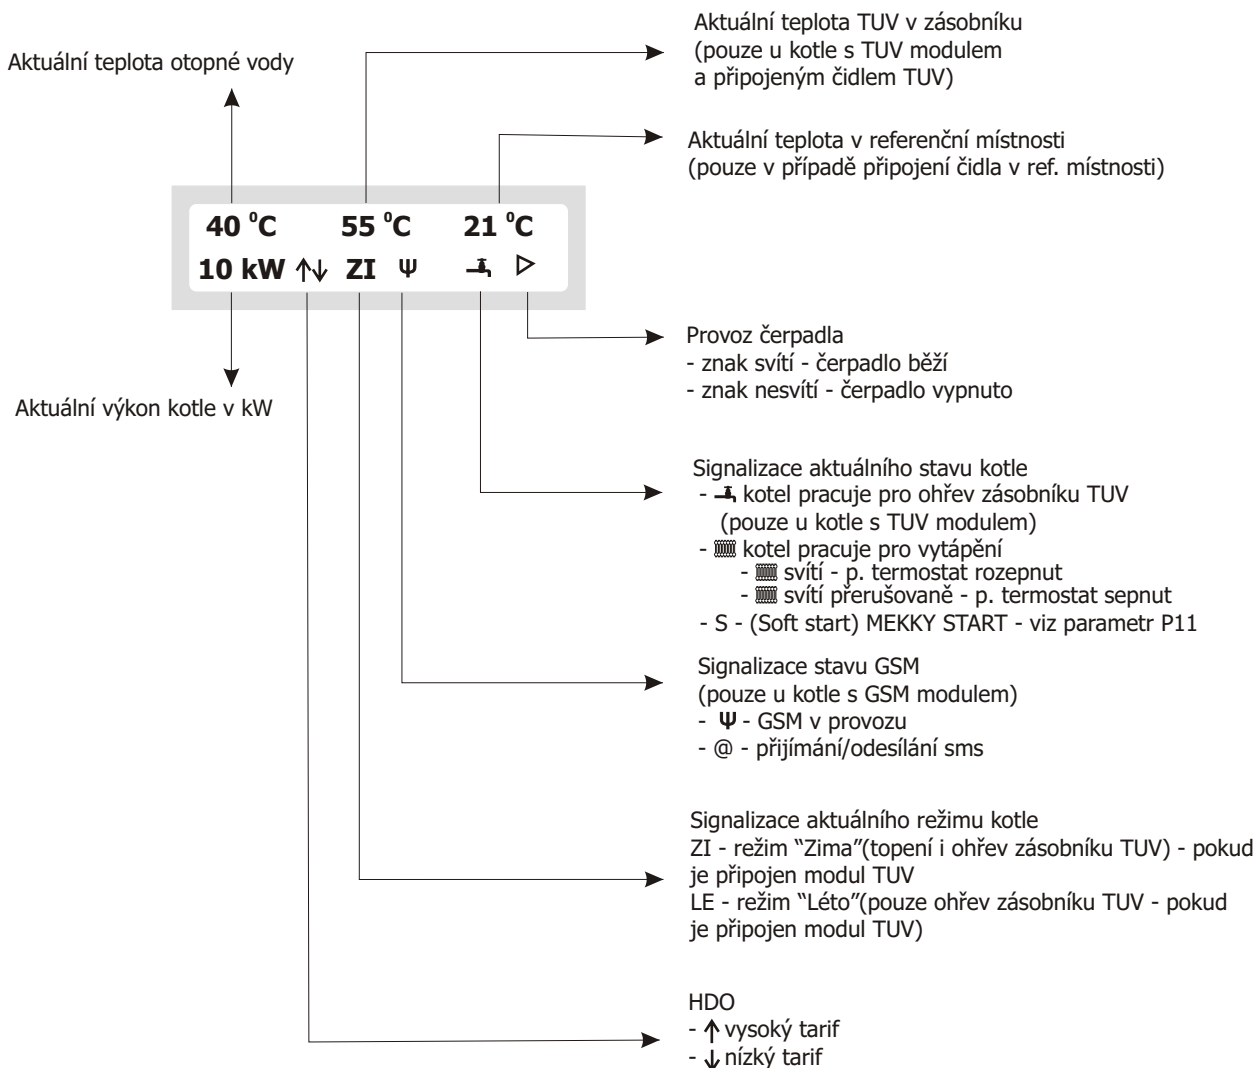 Aktuální teplota otopné vody
Aktuální teplota TUV v zásobníku
(pouze u kotle s TUV modulem
a připojeným čidlem TUV)
Aktuální teplota v referenční místnosti
(pouze v případě připojení čidla v ref. místnosti)
40 °C 55 °C 21 °C
10 kW ↑↓ ZI Ψ ▷
Aktuální výkon kotle v kW
Provoz čerpadla
- znak svítí - čerpadlo běží
- znak nesvítí - čerpadlo vypnuto
Signalizace aktuálního stavu kotle
- kotel pracuje pro ohřev zásobníku TUV
(pouze u kotle s TUV modulem)
- kotel pracuje pro vytápění
- svítí - p. termostat rozepnut
- svítí přerušovaně - p. termostat sepnut
- S - (Soft start) MEKKY START - viz parametr P11
Signalizace stavu GSM
(pouze u kotle s GSM modulem)
- Ψ - GSM v provozu
- @ - přijímání/odesílání sms
Signalizace aktuálního režimu kotle
ZI - režim “Zima”(topení i ohřev zásobníku TUV) - pokud
je připojen modul TUV
LE - režim “Léto”(pouze ohřev zásobníku TUV - pokud
je připojen modul TUV)
HDO
- ↑ vysoký tarif
- ↓ nízký tarif